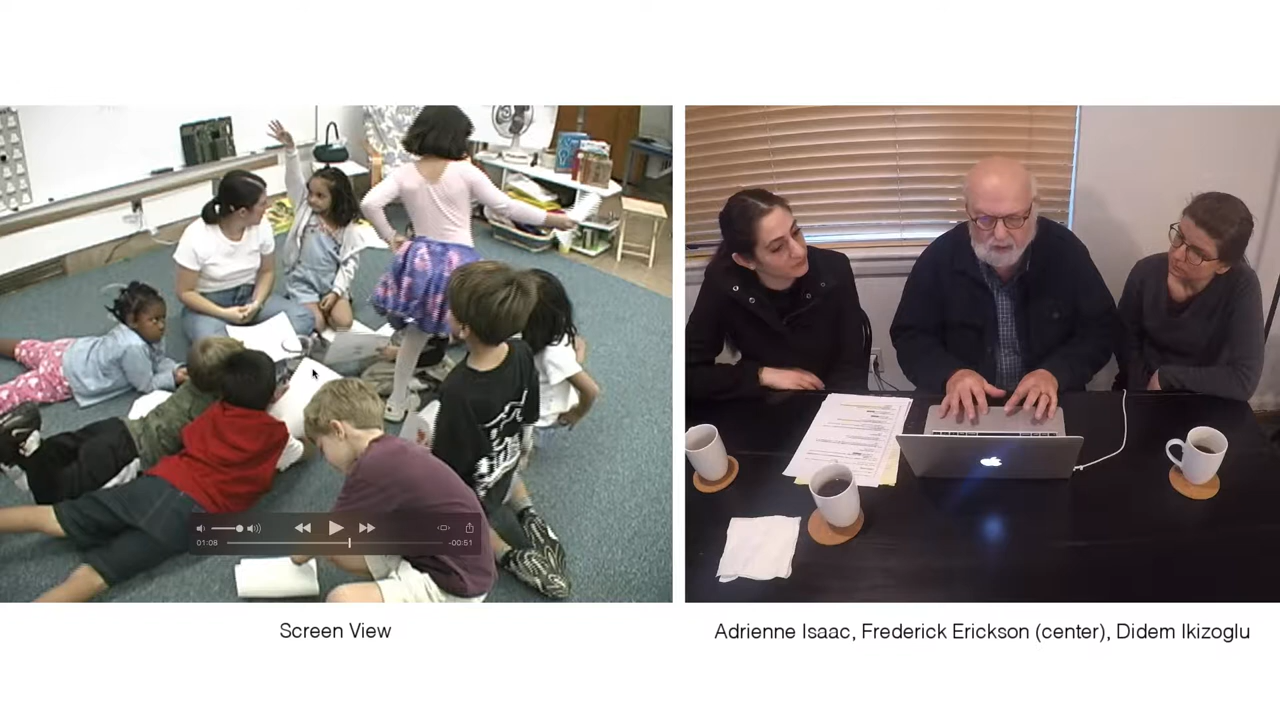 01:08
-00:51
Screen View
Adrienne Isaac, Frederick Erickson (center), Didem Ikizoglu